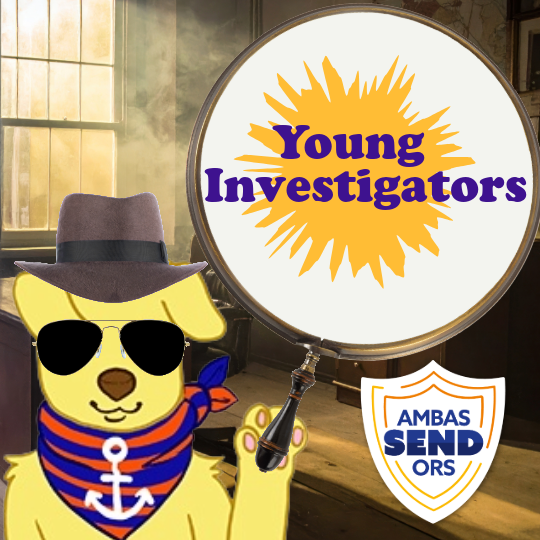 Young
Investigators
AMBAS
SEND
ORS